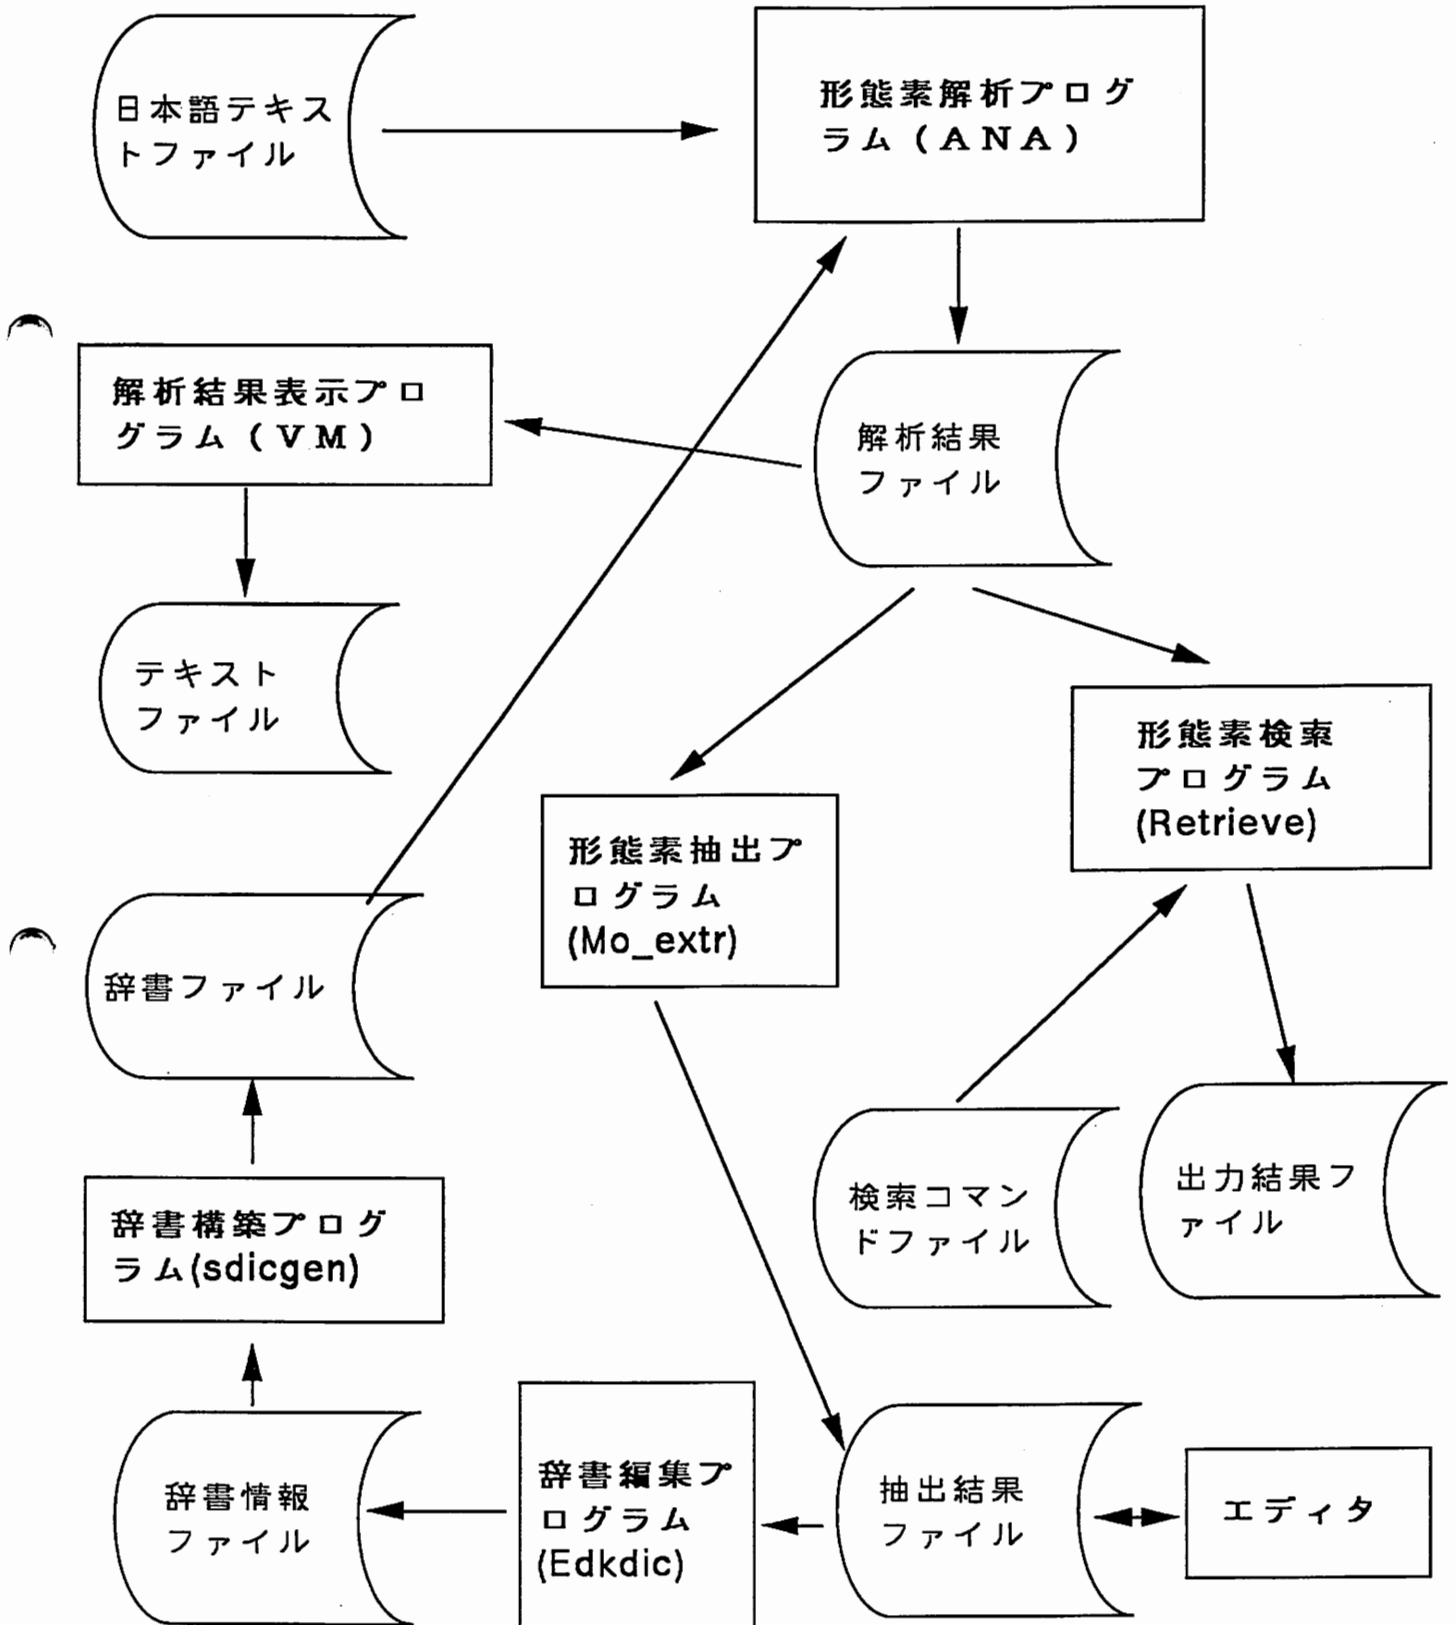 日本語テキス
トファイル
形態素解析プログ
ラム(ANA)
解析結果表示プロ
グラム(VM)
解析結果
ファイル
テキスト
ファイル
形態素検索
プログラム
(Retrieve)
形態素抽出プ
ログラム
(Mo_extr)
辞書ファイル
検索コマン
ドファイル
出力結果フ
ァイル
辞書構築プログ
ラム(sdicgen)
辞書情報
ファイル
辞書編集プ
ログラム
(Edkdic)
抽出結果
ファイル
エディタ